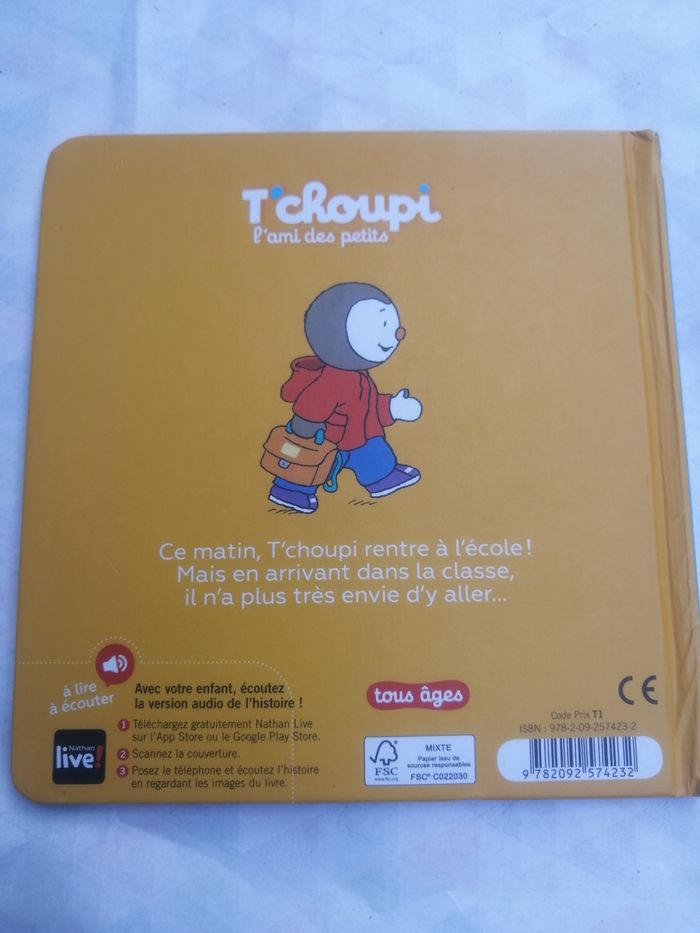 T'choupi
l'ami des petits
Ce matin, T'choupi rentre à l'école !
Mais en arrivant dans la classe,
il n'a plus très envie d'y aller...
à lire
à écouter
Avec votre enfant, écoutez
la version audio de l'histoire !
1 Téléchargez gratuitement Nathan Live
sur l'App Store ou le Google Play Store.
2 Scannez la couverture.
3 Posez le téléphone et écoutez l'histoire
en regardant les images du livre.
Nathan
live!
tous âges
FSC
www.fsc.org
MIXTE
Papier issu de
sources responsables
FSC® C022030
CE
Code Prix T1
ISBN : 978-2-09-257423-2
9 782092 574232